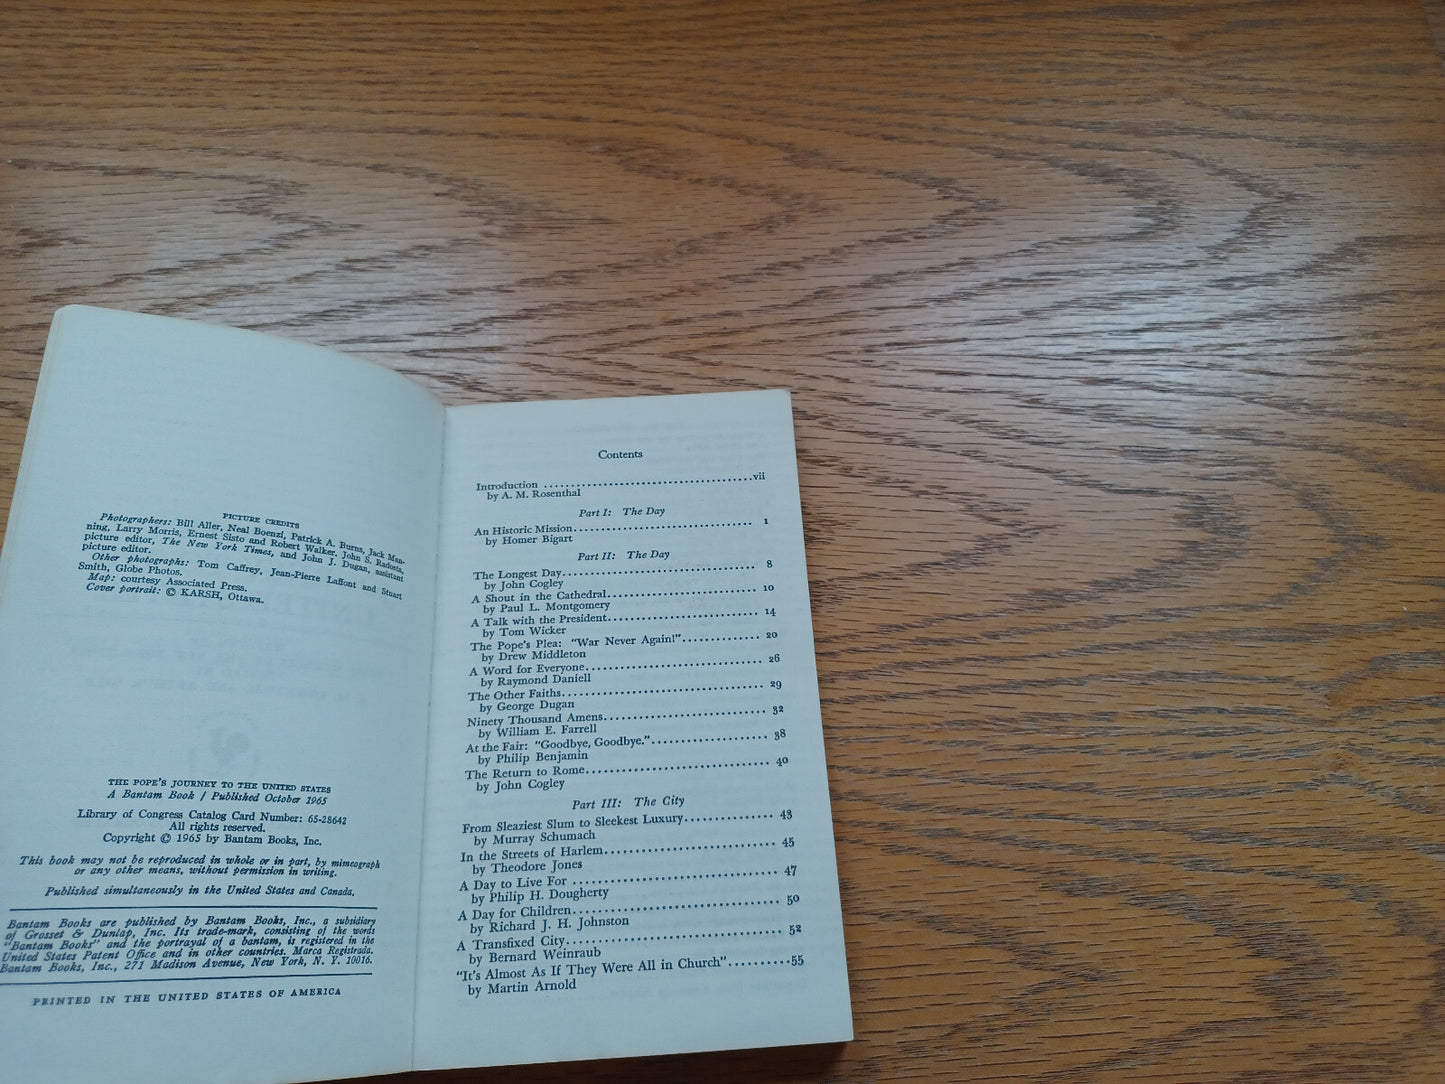 PICTURE CREDITS
Photographers: Bill Aller, Neal Boenzi, Patrick A. Burns, Jack Man-
ning, Larry Morris, Ernest Sisto and Robert Walker. John S. Radosta,
picture editor, The New York Times, and John J. Dugan, assistant
picture editor.
Other photographs: Tom Caffrey, Jean-Pierre Laffont and Stuart
Smith, Globe Photos.
Map: courtesy Associated Press.
Cover portrait: © KARSH, Ottawa.
THE POPE'S JOURNEY TO THE UNITED STATES
A Bantam Book / Published October 1965
Library of Congress Catalog Card Number: 65-28642
All rights reserved.
Copyright © 1965 by Bantam Books, Inc.
This book may not be reproduced in whole or in part, by mimeograph
or any other means, without permission in writing.
Published simultaneously in the United States and Canada.
Bantam Books are published by Bantam Books, Inc., a subsidiary
of Grosset & Dunlap, Inc. Its trade-mark, consisting of the words
"Bantam Books" and the portrayal of a bantam, is registered in the
United States Patent Office and in other countries. Marca Registrada.
Bantam Books, Inc., 271 Madison Avenue, New York, N. Y. 10016.
PRINTED IN THE UNITED STATES OF AMERICA
Contents
Introduction .......................................vii
by A. M. Rosenthal
Part I: The Day
An Historic Mission................................. 1
by Homer Bigart
Part II: The Day
The Longest Day.................................... 8
by John Cogley
A Shout in the Cathedral........................... 10
by Paul L. Montgomery
A Talk with the President.......................... 14
by Tom Wicker
The Pope's Plea: "War Never Again!"............... 20
by Drew Middleton
A Word for Everyone............................... 26
by Raymond Daniell
The Other Faiths................................... 29
by George Dugan
Ninety Thousand Amens............................ 32
by William E. Farrell
At the Fair: "Goodbye, Goodbye."................... 38
by Philip Benjamin
The Return to Rome............................... 40
by John Cogley
Part III: The City
From Sleaziest Slum to Sleekest Luxury.............. 43
by Murray Schumach
In the Streets of Harlem............................ 45
by Theodore Jones
A Day to Live For ................................. 47
by Philip H. Dougherty
A Day for Children................................. 50
by Richard J. H. Johnston
A Transfixed City................................... 52
by Bernard Weinraub
"It's Almost As If They Were All in Church"..........55
by Martin Arnold